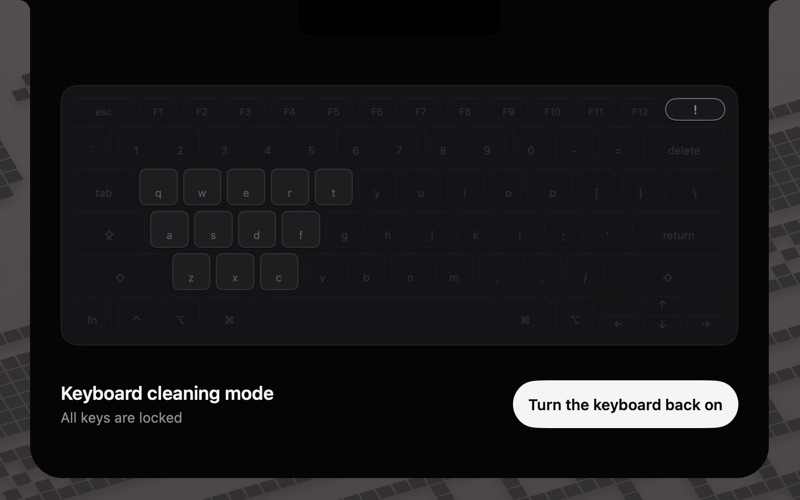 esc F1 F2 F3 F4 F5 F6 F7 F8 F9 F10 F11 F12 !
` 1 2 3 4 5 6 7 8 9 0 - = delete
tab q w e r t y u i o p [ ] \
⇪ a s d f g h j k l ; ' return
⇧ z x c v b n m , . / ⇧
fn ^ ⌥ ⌘ ⌘ ⌥ ← ↑ ↓ →
Keyboard cleaning mode
All keys are locked
Turn the keyboard back on